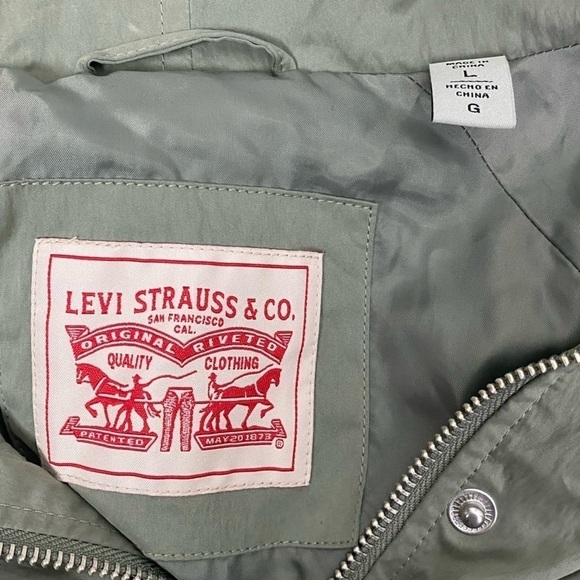 MADE IN
CHINA
L
HECHO EN
CHINA
G
LEVI STRAUSS & CO.
SAN FRANCISCO
CAL.
ORIGINAL RIVETED
QUALITY CLOTHING
PATENTED MAY 20 1873 ®